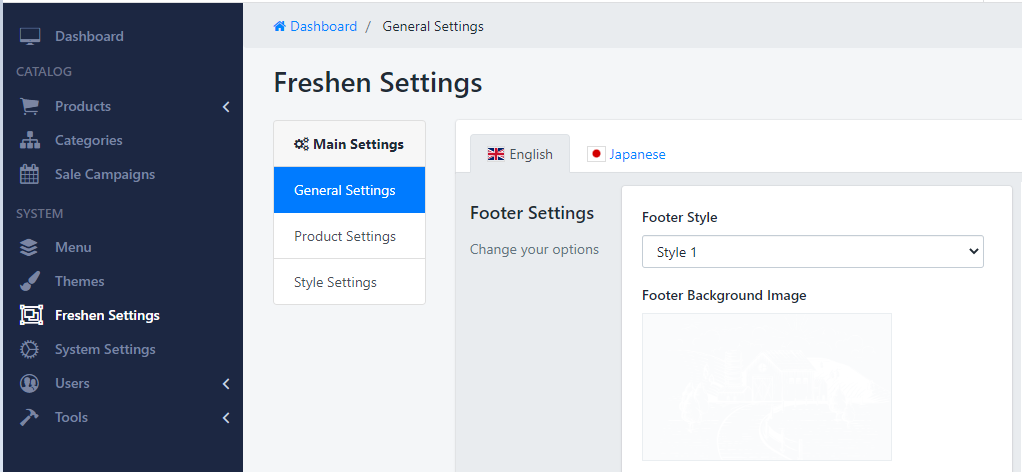 Dashboard
CATALOG
Products
Categories
Sale Campaigns
SYSTEM
Menu
Themes
Freshen Settings
System Settings
Users
Tools
Dashboard / General Settings
Freshen Settings
Main Settings
General Settings
Product Settings
Style Settings
English
Japanese
Footer Settings
Change your options
Footer Style
Style 1
Footer Background Image